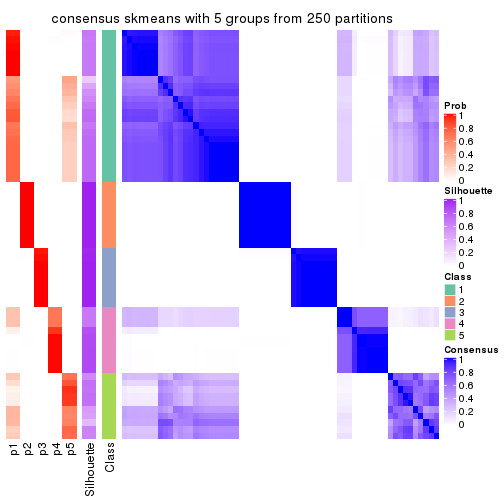 consensus skmeans with 5 groups from 250 partitions
Prob
1
0.8
0.6
0.4
0.2
0
Silhouette
1
0.8
0.6
0.4
0.2
0
Class
1
2
3
4
5
Consensus
1
0.8
0.6
0.4
0.2
0
p1
p2
p3
p4
p5
Silhouette
Class